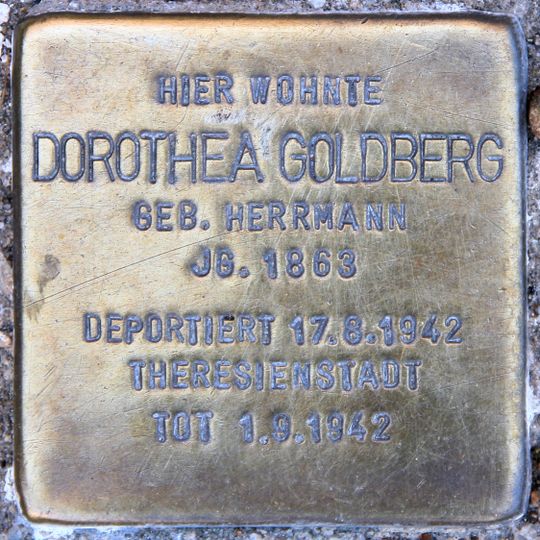 HIER WOHNTE
DOROTHEA GOLDBERG
GEB. HERRMANN
JG. 1863
DEPORTIERT 17.8.1942
THERESIENSTADT
TOT 1.9.1942